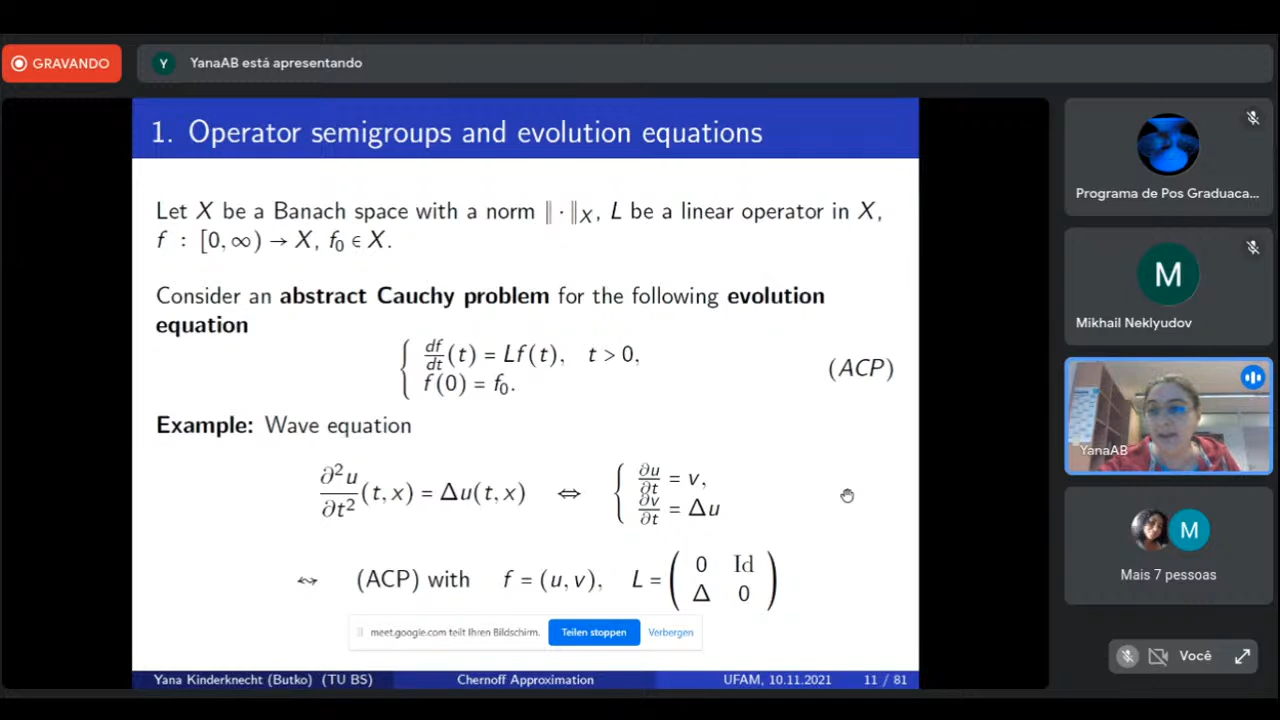 GRAVANDO
Y
YanaAB está apresentando
1. Operator semigroups and evolution equations
Let X be a Banach space with a norm ‖ · ‖_X, L be a linear operator in X,
f : [0, ∞) → X, f₀ ∈ X.
Consider an abstract Cauchy problem for the following evolution
equation
{ df/dt (t) = Lf(t), t > 0,
f(0) = f₀.
(ACP)
Example: Wave equation
∂²u/∂t² (t, x) = Δu(t, x) ⇔ { ∂u/∂t = v,
∂v/∂t = Δu
↭ (ACP) with f = (u, v), L = ( 0 Id
Δ 0 )
meet.google.com teilt Ihren Bildschirm. Teilen stoppen Verbergen
Yana Kinderknecht (Butko) (TU BS) Chernoff Approximation UFAM, 10.11.2021 11 / 81
Programa de Pos Graduaca...
M
Mikhail Neklyudov
YanaAB
M
Mais 7 pessoas
Você